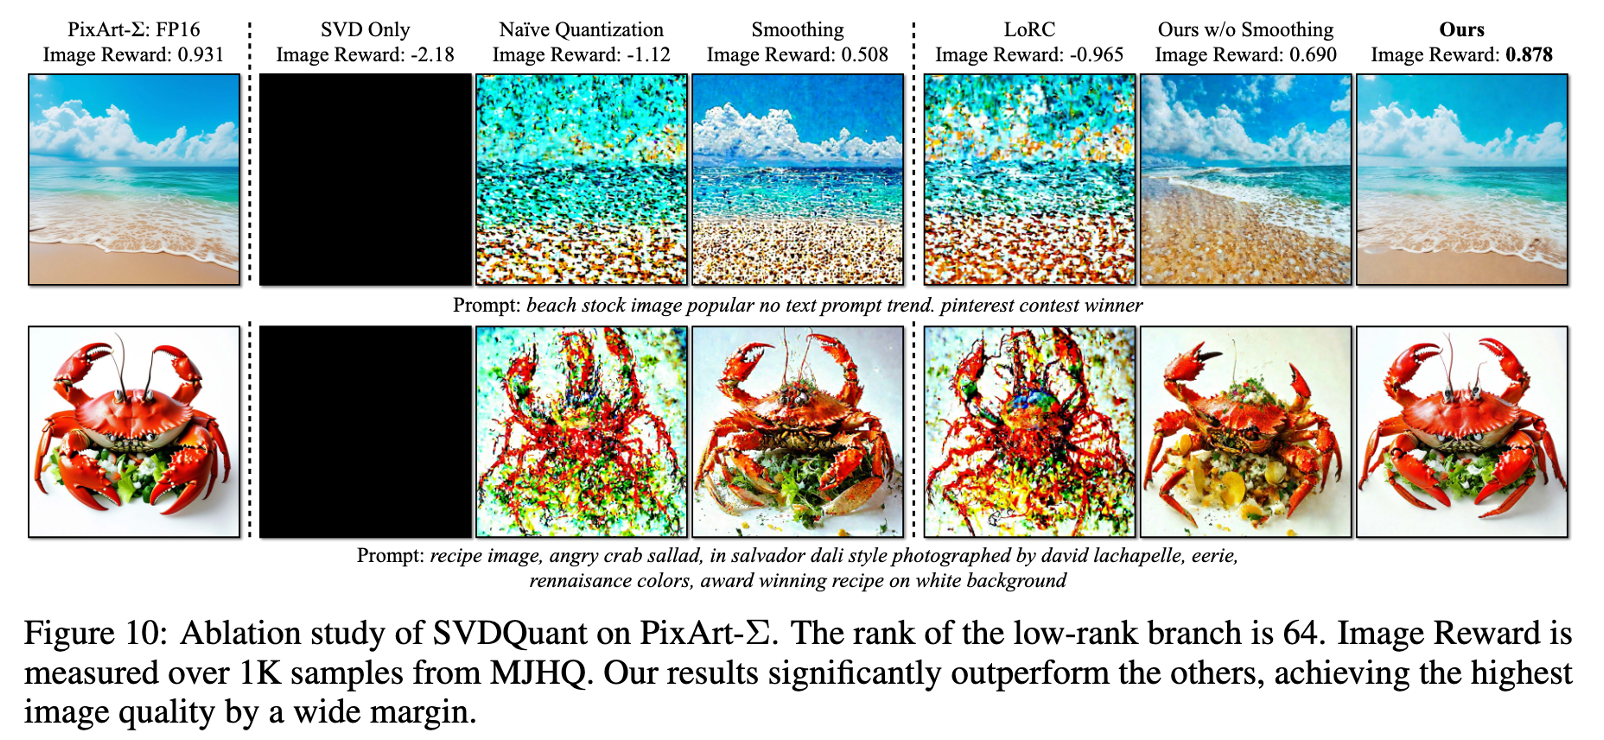 PixArt-Σ: FP16
Image Reward: 0.931
SVD Only
Image Reward: -2.18
Naïve Quantization
Image Reward: -1.12
Smoothing
Image Reward: 0.508
LoRC
Image Reward: -0.965
Ours w/o Smoothing
Image Reward: 0.690
Ours
Image Reward: 0.878
Prompt: beach stock image popular no text prompt trend. pinterest contest winner
Prompt: recipe image, angry crab sallad, in salvador dali style photographed by david lachapelle, eerie,
rennaisance colors, award winning recipe on white background
Figure 10: Ablation study of SVDQuant on PixArt-Σ. The rank of the low-rank branch is 64. Image Reward is
measured over 1K samples from MJHQ. Our results significantly outperform the others, achieving the highest
image quality by a wide margin.